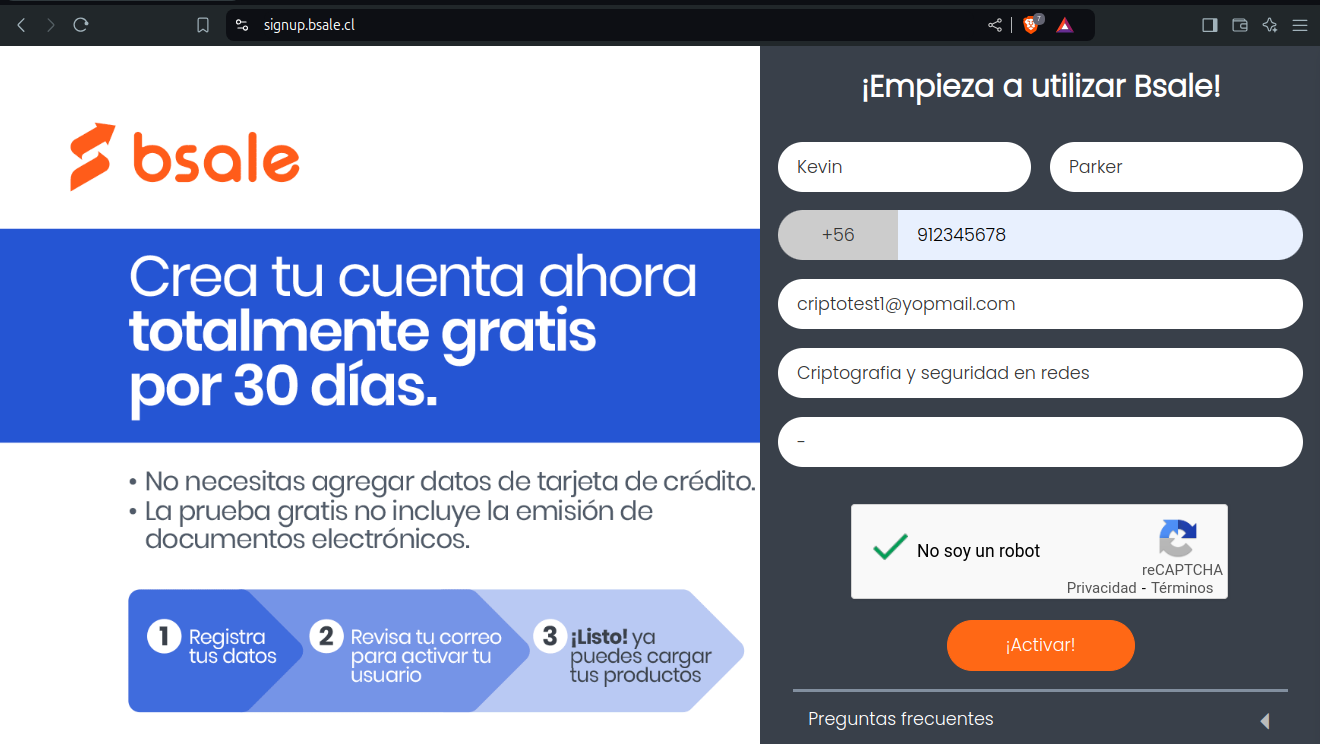 signup.bsale.cl
7
bsale
Crea tu cuenta ahora
totalmente gratis
por 30 días.
• No necesitas agregar datos de tarjeta de crédito.
• La prueba gratis no incluye la emisión de
documentos electrónicos.
1 Registra
tus datos
2 Revisa tu correo
para activar tu
usuario
3 ¡Listo! ya
puedes cargar
tus productos
¡Empieza a utilizar Bsale!
Kevin Parker
+56 912345678
criptotest1@yopmail.com
Criptografia y seguridad en redes
-
No soy un robot
reCAPTCHA
Privacidad - Términos
¡Activar!
Preguntas frecuentes